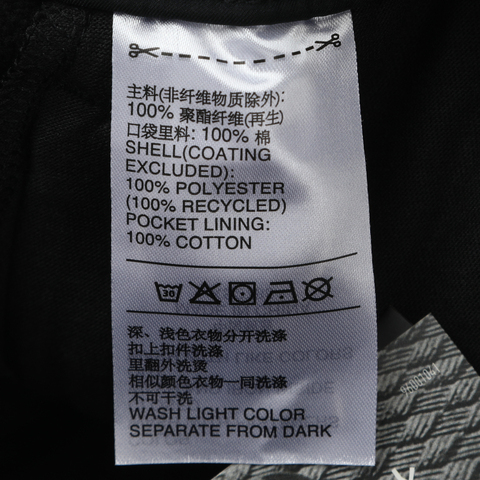 主料(非纤维物质除外):
100% 聚酯纤维(再生)
口袋里料: 100% 棉
SHELL(COATING
EXCLUDED):
100% POLYESTER
(100% RECYCLED)
POCKET LINING:
100% COTTON
30
深、浅色衣物分开洗涤
扣上扣件洗涤
里翻外洗烫
相似颜色衣物一同洗涤
不可干洗
WASH LIGHT COLOR
SEPARATE FROM DARK